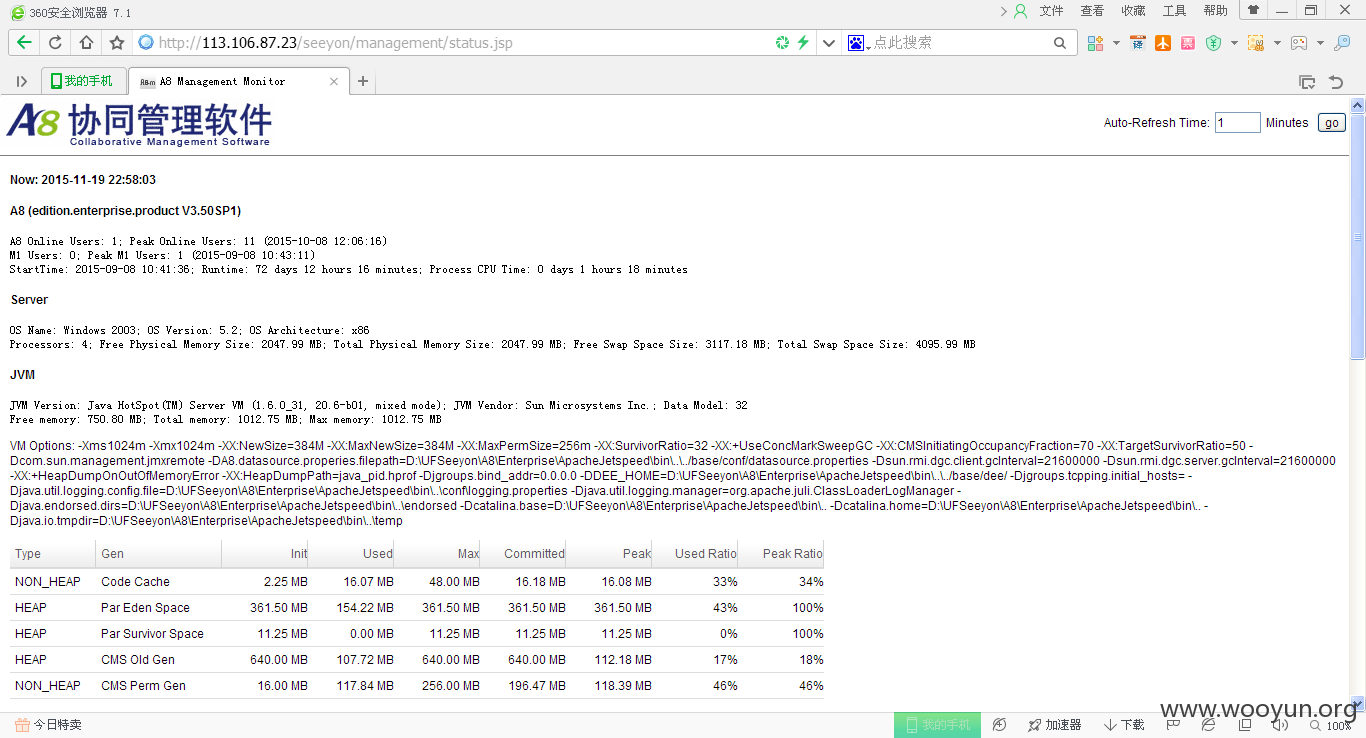 360安全浏览器 7.1
文件 查看 收藏 工具 帮助
http://113.106.87.23/seeyon/management/status.jsp
点此搜索
译
票
我的手机
A8m A8 Management Monitor
A8 协同管理软件
Collaborative Management Software
Auto-Refresh Time: 1 Minutes go
Now: 2015-11-19 22:58:03
A8 (edition.enterprise.product V3.50SP1)
A8 Online Users: 1; Peak Online Users: 11 (2015-10-08 12:06:16)
M1 Users: 0; Peak M1 Users: 1 (2015-09-08 10:43:11)
StartTime: 2015-09-08 10:41:36; Runtime: 72 days 12 hours 16 minutes; Process CPU Time: 0 days 1 hours 18 minutes
Server
OS Name: Windows 2003; OS Version: 5.2; OS Architecture: x86
Processors: 4; Free Physical Memory Size: 2047.99 MB; Total Physical Memory Size: 2047.99 MB; Free Swap Space Size: 3117.18 MB; Total Swap Space Size: 4095.99 MB
JVM
JVM Version: Java HotSpot(TM) Server VM (1.6.0_31, 20.6-b01, mixed mode); JVM Vendor: Sun Microsystems Inc.; Data Model: 32
Free memory: 750.80 MB; Total memory: 1012.75 MB; Max memory: 1012.75 MB
VM Options: -Xms1024m -Xmx1024m -XX:NewSize=384M -XX:MaxNewSize=384M -XX:MaxPermSize=256m -XX:SurvivorRatio=32 -XX:+UseConcMarkSweepGC -XX:CMSInitiatingOccupancyFraction=70 -XX:TargetSurvivorRatio=50 -
Dcom.sun.management.jmxremote -DA8.datasource.properies.filepath=D:\UFSeeyon\A8\Enterprise\ApacheJetspeed\bin\..\../base/conf/datasource.properties -Dsun.rmi.dgc.client.gcInterval=21600000 -Dsun.rmi.dgc.server.gcInterval=21600000
-XX:+HeapDumpOnOutOfMemoryError -XX:HeapDumpPath=java_pid.hprof -Djgroups.bind_addr=0.0.0.0 -DDEE_HOME=D:\UFSeeyon\A8\Enterprise\ApacheJetspeed\bin\..\../base/dee/ -Djgroups.tcpping.initial_hosts= -
Djava.util.logging.config.file=D:\UFSeeyon\A8\Enterprise\ApacheJetspeed\bin\..\conf\logging.properties -Djava.util.logging.manager=org.apache.juli.ClassLoaderLogManager -
Djava.endorsed.dirs=D:\UFSeeyon\A8\Enterprise\ApacheJetspeed\bin\..\endorsed -Dcatalina.base=D:\UFSeeyon\A8\Enterprise\ApacheJetspeed\bin\.. -Dcatalina.home=D:\UFSeeyon\A8\Enterprise\ApacheJetspeed\bin\.. -
Djava.io.tmpdir=D:\UFSeeyon\A8\Enterprise\ApacheJetspeed\bin\..\temp
Type Gen Init Used Max Committed Peak Used Ratio Peak Ratio
NON_HEAP Code Cache 2.25 MB 16.07 MB 48.00 MB 16.18 MB 16.08 MB 33% 34%
HEAP Par Eden Space 361.50 MB 154.22 MB 361.50 MB 361.50 MB 361.50 MB 43% 100%
HEAP Par Survivor Space 11.25 MB 0.00 MB 11.25 MB 11.25 MB 11.25 MB 0% 100%
HEAP CMS Old Gen 640.00 MB 107.72 MB 640.00 MB 640.00 MB 112.18 MB 17% 18%
NON_HEAP CMS Perm Gen 16.00 MB 117.84 MB 256.00 MB 196.47 MB 118.39 MB 46% 46%
www.wooyun.org
今日特卖 我的手机 加速器 下载 100%